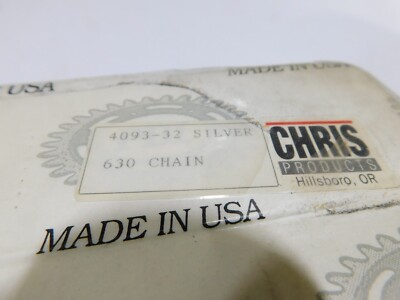 MADE IN USA
USA
4093-32 SILVER
630 CHAIN
CHRIS
PRODUCTS
Hillsboro, OR
MADE IN USA